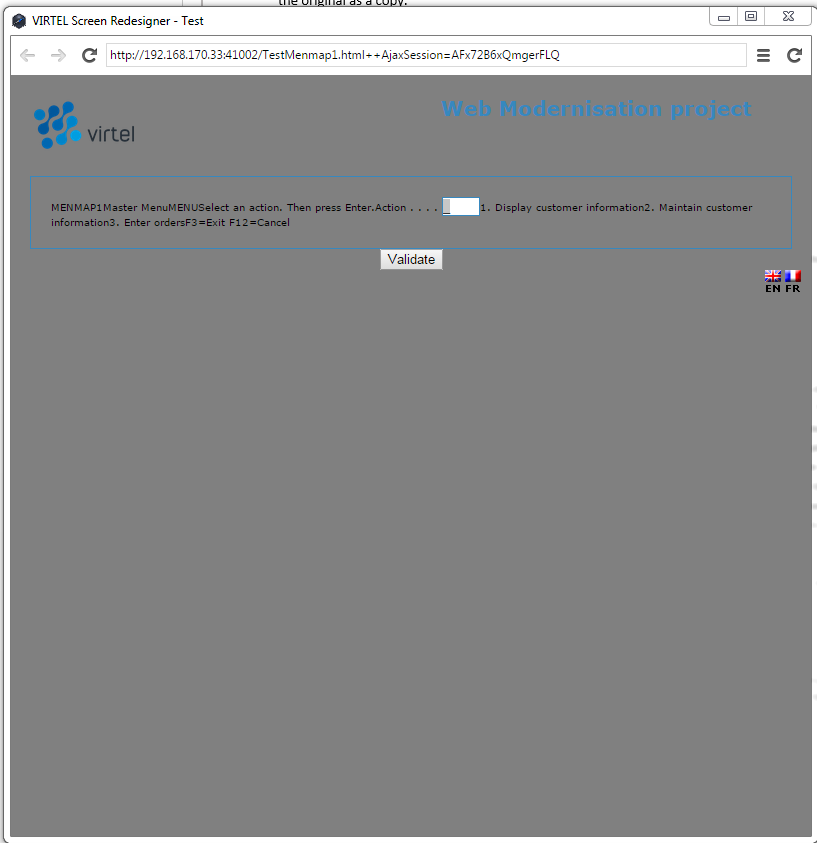 the original as a copy.
VIRTEL Screen Redesigner - Test
http://192.168.170.33:41002/TestMenmap1.html++AjaxSession=AFx72B6xQmgerFLQ
virtel
Web Modernisation project
MENMAP1Master MenuMENUSelect an action. Then press Enter.Action . . . . _ 1. Display customer information2. Maintain customer
information3. Enter ordersF3=Exit F12=Cancel
Validate
EN FR